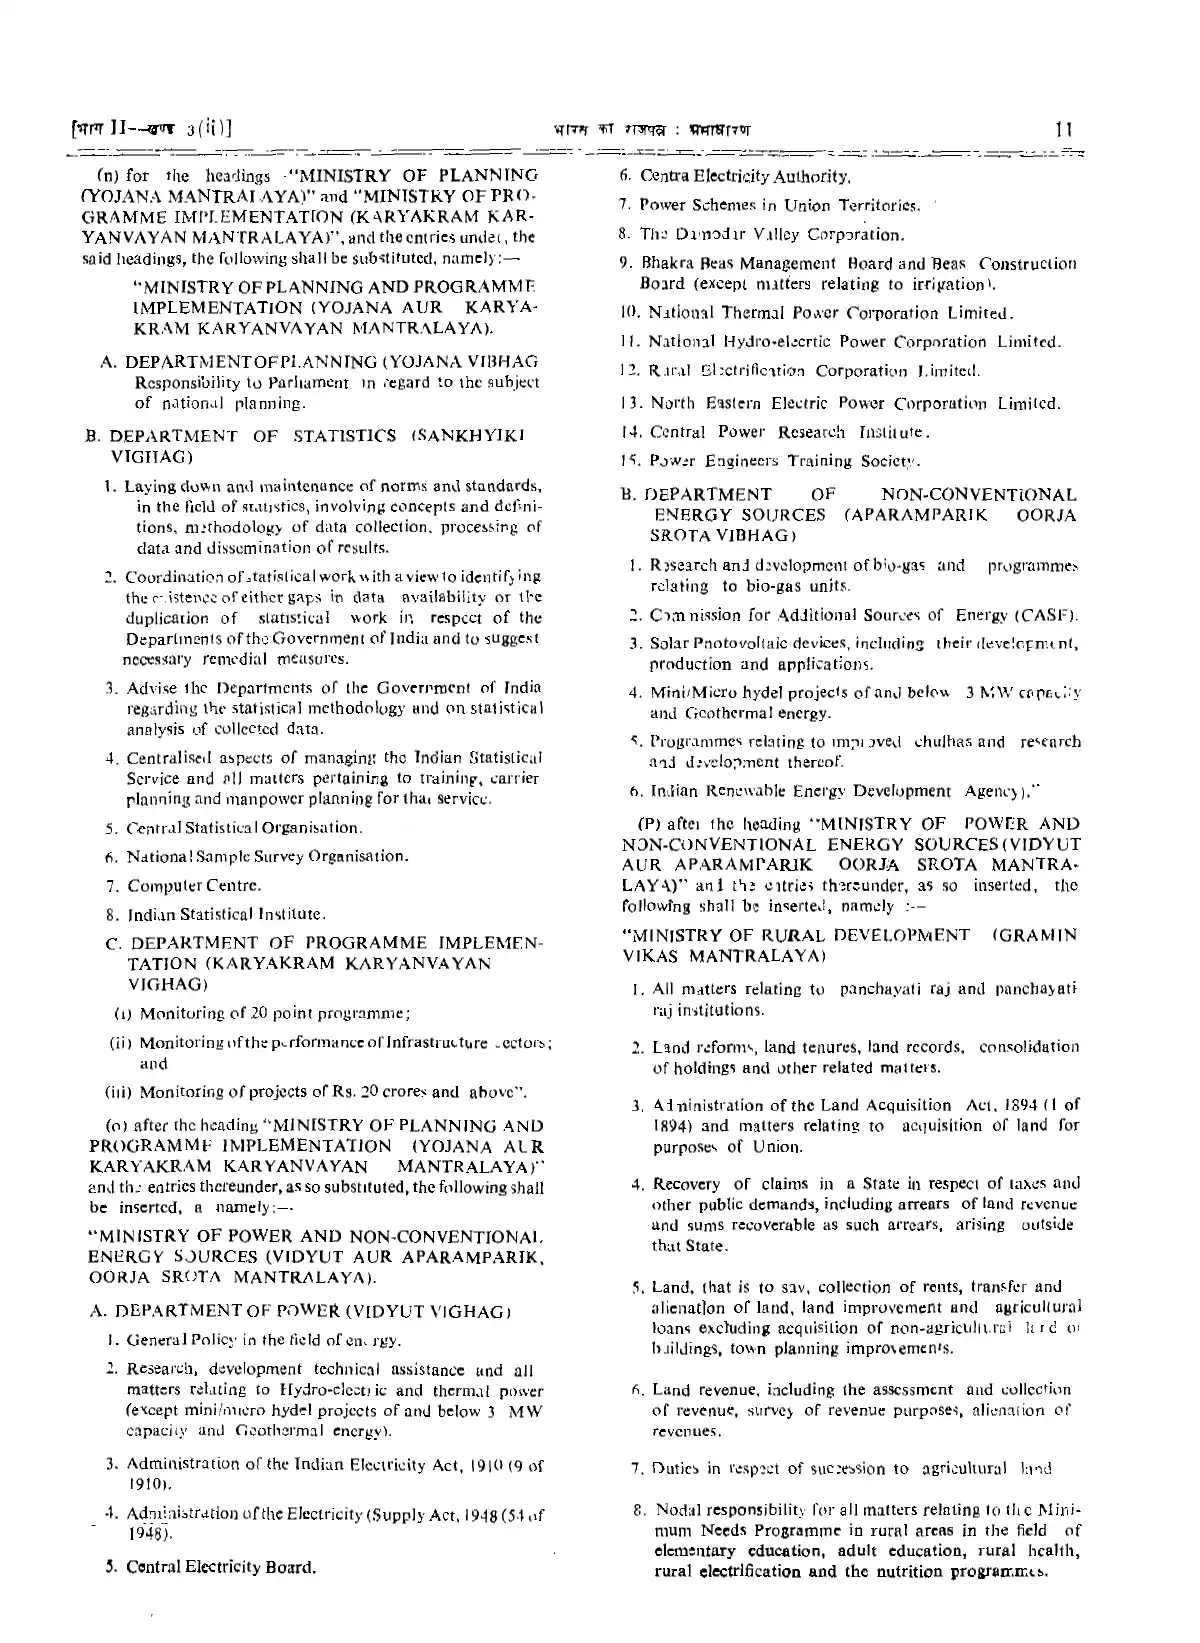 [भाग II--खण्ड 3(ii)]
भारत का राजपत्र : असाधारण
11
(n) for the headings "MINISTRY OF PLANNING
(YOJANA MANTRALAYA)" and "MINISTRY OF PRO-
GRAMME IMPLEMENTATION (KARYAKRAM KAR-
YANVAYAN MANTRALAYA)", and the entries under, the
said headings, the following shall be substituted, namely:—
"MINISTRY OF PLANNING AND PROGRAMME
IMPLEMENTATION (YOJANA AUR KARYA-
KRAM KARYANVAYAN MANTRALAYA).
A. DEPARTMENT OF PLANNING (YOJANA VIBHAG
Responsibility to Parliament in regard to the subject
of national planning.
B. DEPARTMENT OF STATISTICS (SANKHYIKI
VIGHAG)
1. Laying down and maintenance of norms and standards,
in the field of statistics, involving concepts and defini-
tions, methodology of data collection, processing of
data and dissemination of results.
2. Coordination of statistical work with a view to identifying
the existence of either gaps in data availability or the
duplication of statistical work in respect of the
Departments of the Government of India and to suggest
necessary remedial measures.
3. Advise the Departments of the Government of India
regarding the statistical methodology and on statistical
analysis of collected data.
4. Centralised aspects of managing the Indian Statistical
Service and all matters pertaining to training, carrier
planning and manpower planning for that service.
5. Central Statistical Organisation.
6. National Sample Survey Organisation.
7. Computer Centre.
8. Indian Statistical Institute.
C. DEPARTMENT OF PROGRAMME IMPLEMEN-
TATION (KARYAKRAM KARYANVAYAN
VIGHAG)
(i) Monitoring of 20 point programme;
(ii) Monitoring of the performance of Infrastructure sectors;
and
(iii) Monitoring of projects of Rs. 20 crores and above".
(o) after the heading "MINISTRY OF PLANNING AND
PROGRAMME IMPLEMENTATION (YOJANA AUR
KARYAKRAM KARYANVAYAN MANTRALAYA)"
and the entries thereunder, as so substituted, the following shall
be inserted, a namely:—
"MINISTRY OF POWER AND NON-CONVENTIONAL
ENERGY SOURCES (VIDYUT AUR APARAMPARIK,
OORJA SROTA MANTRALAYA).
A. DEPARTMENT OF POWER (VIDYUT VIGHAG)
1. General Policy in the field of energy.
2. Research, development technical assistance and all
matters relating to Hydro-electric and thermal power
(except mini/micro hydel projects of and below 3 MW
capacity and Geothermal energy).
3. Administration of the Indian Electricity Act, 1910 (9 of
1910).
4. Administration of the Electricity (Supply Act, 1948 (54 of
1948).
5. Central Electricity Board.
6. Centra Electricity Authority.
7. Power Schemes in Union Territories.
8. The Damodar Valley Corporation.
9. Bhakra Beas Management Board and Beas Construction
Board (except matters relating to irrigation).
10. National Thermal Power Corporation Limited.
11. National Hydro-elecrtic Power Corporation Limited.
12. Rural Electrification Corporation Limited.
13. North Eastern Electric Power Corporation Limited.
14. Central Power Research Institute.
15. Power Engineers Training Society.
B. DEPARTMENT OF NON-CONVENTIONAL
ENERGY SOURCES (APARAMPARIK OORJA
SROTA VIBHAG)
1. Research and development of bio-gas and programmes
relating to bio-gas units.
2. Commission for Additional Sources of Energy (CASE).
3. Solar Photovoltaic devices, including their development,
production and applications.
4. Mini/Micro hydel projects of and below 3 MW capacity
and Geothermal energy.
5. Programmes relating to improved chulhas and research
and development thereof.
6. Indian Renewable Energy Development Agency)."
(P) after the heading "MINISTRY OF POWER AND
NON-CONVENTIONAL ENERGY SOURCES (VIDYUT
AUR APARAMPARIK OORJA SROTA MANTRA-
LAYA)" and the entries thereunder, as so inserted, the
following shall be inserted, namely :—
"MINISTRY OF RURAL DEVELOPMENT (GRAMIN
VIKAS MANTRALAYA)
1. All matters relating to panchayati raj and panchayati
raj institutions.
2. Land reforms, land tenures, land records, consolidation
of holdings and other related matters.
3. Administration of the Land Acquisition Act, 1894 (1 of
1894) and matters relating to acquisition of land for
purposes of Union.
4. Recovery of claims in a State in respect of taxes and
other public demands, including arrears of land revenue
and sums recoverable as such arrears, arising outside
that State.
5. Land, that is to say, collection of rents, transfer and
alienation of land, land improvement and agricultural
loans excluding acquisition of non-agricultural land or
buildings, town planning improvements.
6. Land revenue, including the assessment and collection
of revenue, survey of revenue purposes, alienation of
revenues.
7. Duties in respect of succession to agricultural land
8. Nodal responsibility for all matters relating to the Mini-
mum Needs Programme in rural areas in the field of
elementary education, adult education, rural health,
rural electrification and the nutrition programmes.